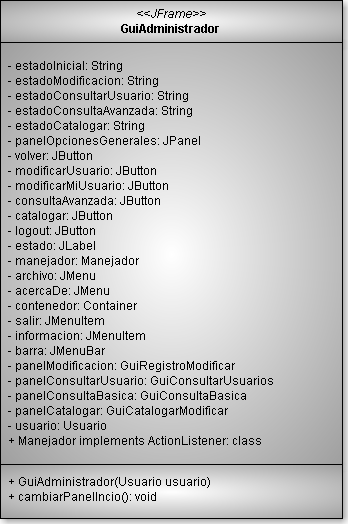 <<JFrame>>
GuiAdministrador
- estadoInicial: String
- estadoModificacion: String
- estadoConsultarUsuario: String
- estadoConsultaAvanzada: String
- estadoCatalogar: String
- panelOpcionesGenerales: JPanel
- volver: JButton
- modificarUsuario: JButton
- modificarMiUsuario: JButton
- consultaAvanzada: JButton
- catalogar: JButton
- logout: JButton
- estado: JLabel
- manejador: Manejador
- archivo: JMenu
- acercaDe: JMenu
- contenedor: Container
- salir: JMenuItem
- informacion: JMenuItem
- barra: JMenuBar
- panelModificacion: GuiRegistroModificar
- panelConsultarUsuario: GuiConsultarUsuarios
- panelConsultaBasica: GuiConsultaBasica
- panelCatalogar: GuiCatalogarModificar
- usuario: Usuario
+ Manejador implements ActionListener: class
+ GuiAdministrador(Usuario usuario)
+ cambiarPanelIncio(): void